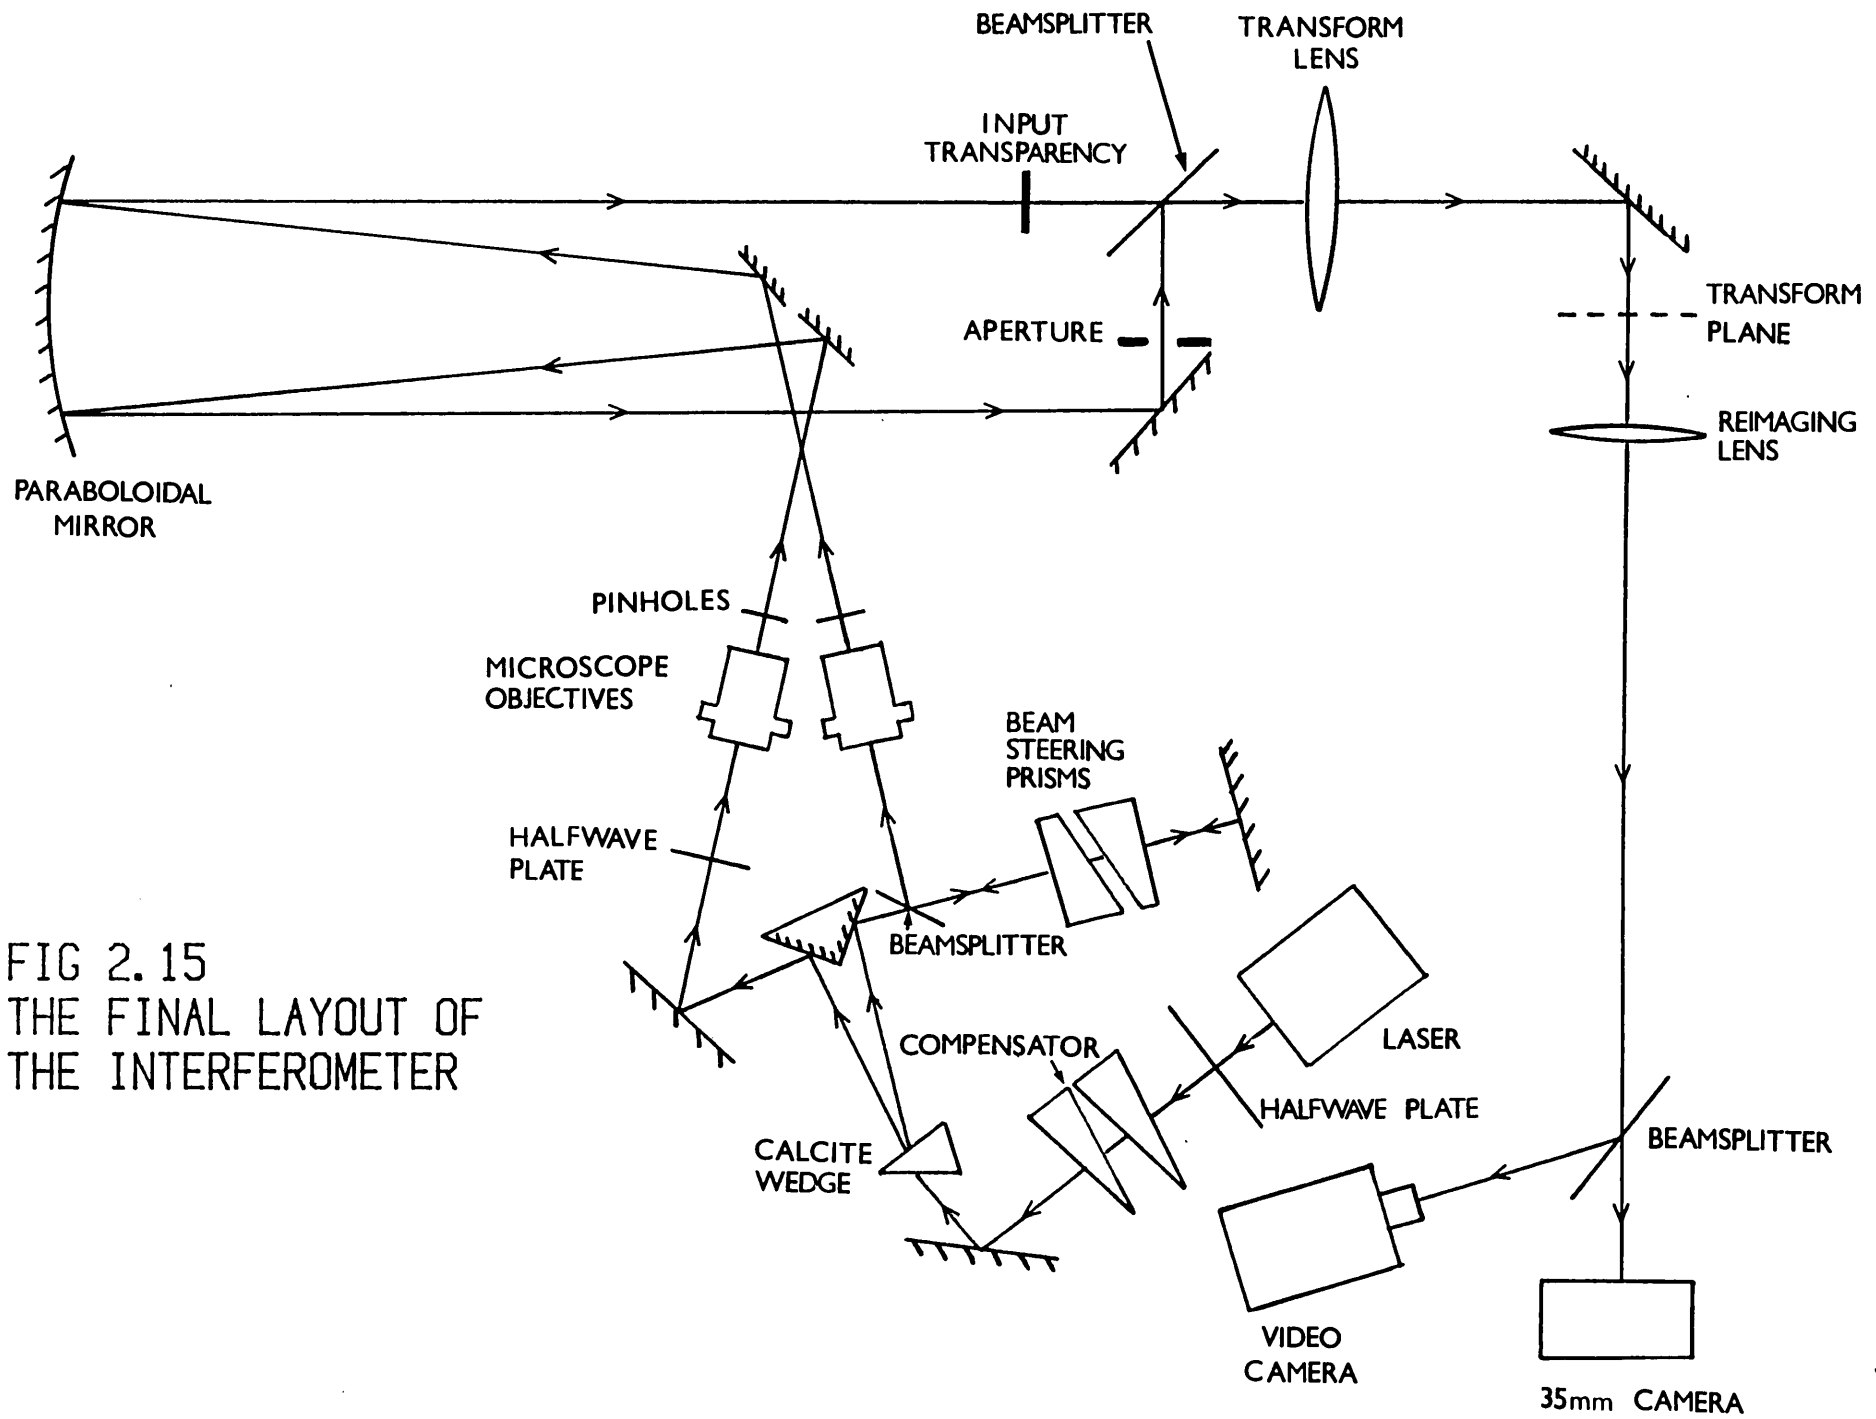 BEAMSPLITTER
TRANSFORM
LENS
INPUT
TRANSPARENCY
TRANSFORM
PLANE
APERTURE
REIMAGING
LENS
PARABOLOIDAL
MIRROR
PINHOLES
MICROSCOPE
OBJECTIVES
BEAM
STEERING
PRISMS
HALFWAVE
PLATE
BEAMSPLITTER
FIG 2.15
THE FINAL LAYOUT OF
THE INTERFEROMETER
COMPENSATOR
LASER
HALFWAVE PLATE
CALCITE
WEDGE
BEAMSPLITTER
VIDEO
CAMERA
35mm CAMERA